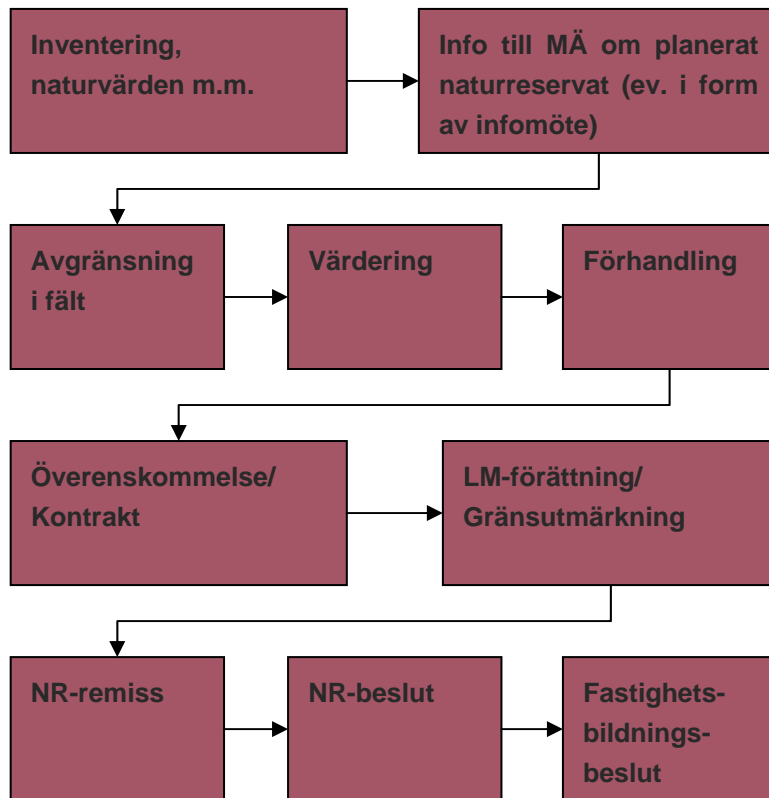 Inventering,
naturvärden m.m.
Info till MÄ om planerat
naturreservat (ev. i form
av infomöte)
Avgränsning
i fält
Värdering
Förhandling
Överenskommelse/
Kontrakt
LM-förättning/
Gränsutmärkning
NR-remiss
NR-beslut
Fastighets-
bildnings-
beslut